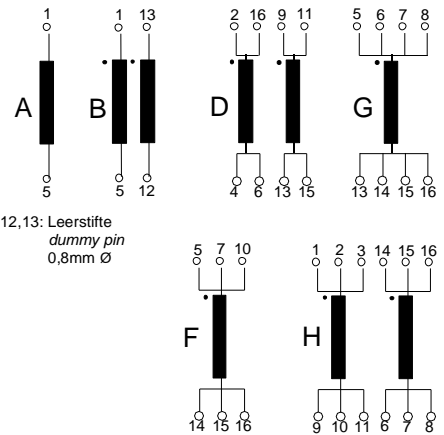 1 1 13 2 16 9 11 5 6 7 8
A B D G
5 5 12 4 6 13 15 13 14 15 16
12,13: Leerstifte
dummy pin
0,8mm Ø
5 7 10 1 2 3 14 15 16
F H
14 15 16 9 10 11 6 7 8